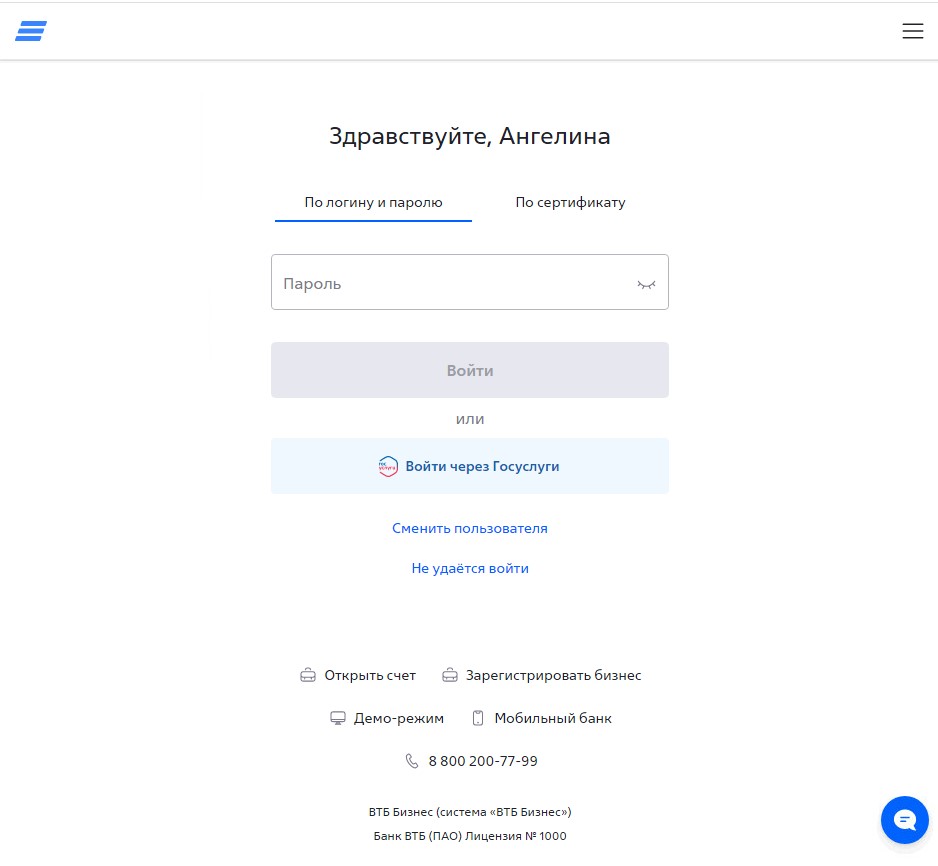 Здравствуйте, Ангелина
По логину и паролю По сертификату
Пароль
Войти
или
Войти через Госуслуги
Сменить пользователя
Не удаётся войти
Открыть счет Зарегистрировать бизнес
Демо-режим Мобильный банк
8 800 200-77-99
ВТБ Бизнес (система «ВТБ Бизнес»)
Банк ВТБ (ПАО) Лицензия № 1000